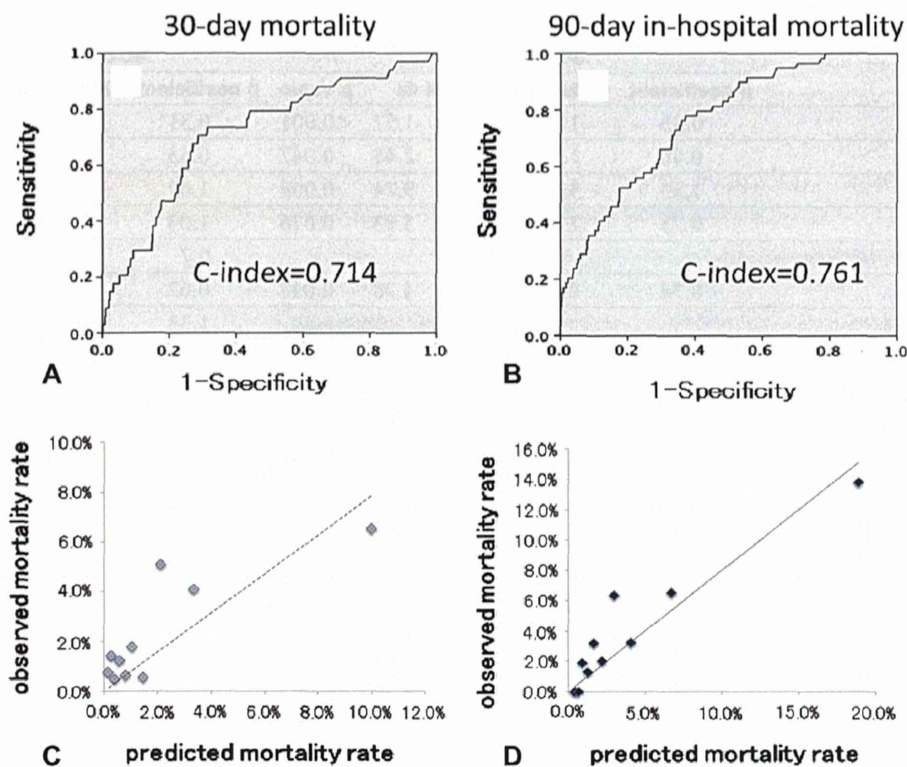 30-day mortality
90-day in-hospital mortality
1.0
0.8
0.6
0.4
0.2
0.0
Sensitivity
C-index=0.714
0.0 0.2 0.4 0.6 0.8 1.0
1-Specificity
A
1.0
0.8
0.6
0.4
0.2
0.0
Sensitivity
C-index=0.761
0.0 0.2 0.4 0.6 0.8 1.0
1-Specificity
B
10.0%
8.0%
6.0%
4.0%
2.0%
0.0%
observed mortality rate
0.0% 2.0% 4.0% 6.0% 8.0% 10.0% 12.0%
C
predicted mortality rate
16.0%
14.0%
12.0%
10.0%
8.0%
6.0%
4.0%
2.0%
0.0%
observed mortality rate
0.0% 5.0% 10.0% 15.0% 20.0%
D
predicted mortality rate